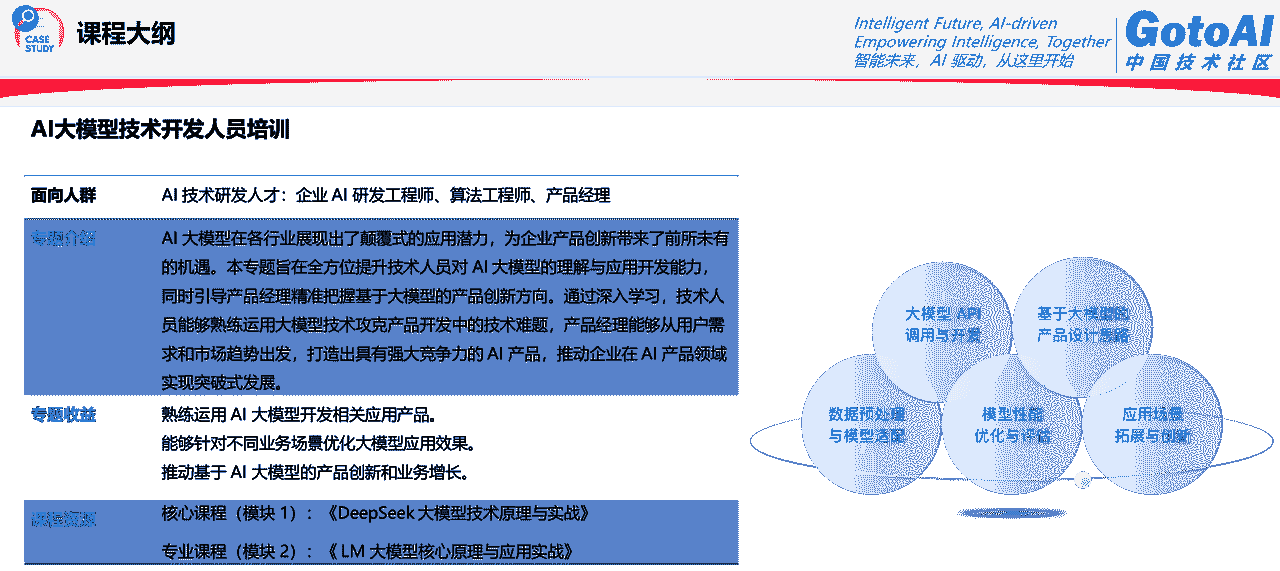 CASE
STUDY
课程大纲
Intelligent Future, AI-driven
Empowering Intelligence, Together
智能未来，AI 驱动，从这里开始
GotoAI
中国技术社区
AI大模型技术开发人员培训
面向人群
AI 技术研发人才：企业 AI 研发工程师、算法工程师、产品经理
专题介绍
AI 大模型在各行业展现出了颠覆式的应用潜力，为企业产品创新带来了前所未有
的机遇。本专题旨在全方位提升技术人员对 AI 大模型的理解与应用开发能力，
同时引导产品经理精准把握基于大模型的产品创新方向。通过深入学习，技术人
员能够熟练运用大模型技术攻克产品开发中的技术难题，产品经理能够从用户需
求和市场趋势出发，打造出具有强大竞争力的 AI 产品，推动企业在 AI 产品领域
实现突破式发展。
专题收益
熟练运用 AI 大模型开发相关应用产品。
能够针对不同业务场景优化大模型应用效果。
推动基于 AI 大模型的产品创新和业务增长。
课程资源
核心课程（模块 1）：《DeepSeek 大模型技术原理与实战》
专业课程（模块 2）：《 LM 大模型核心原理与应用实战》
大模型 API
调用与开发
基于大模型的
产品设计思路
数据预处理
与模型适配
模型性能
优化与评估
应用场景
拓展与创新